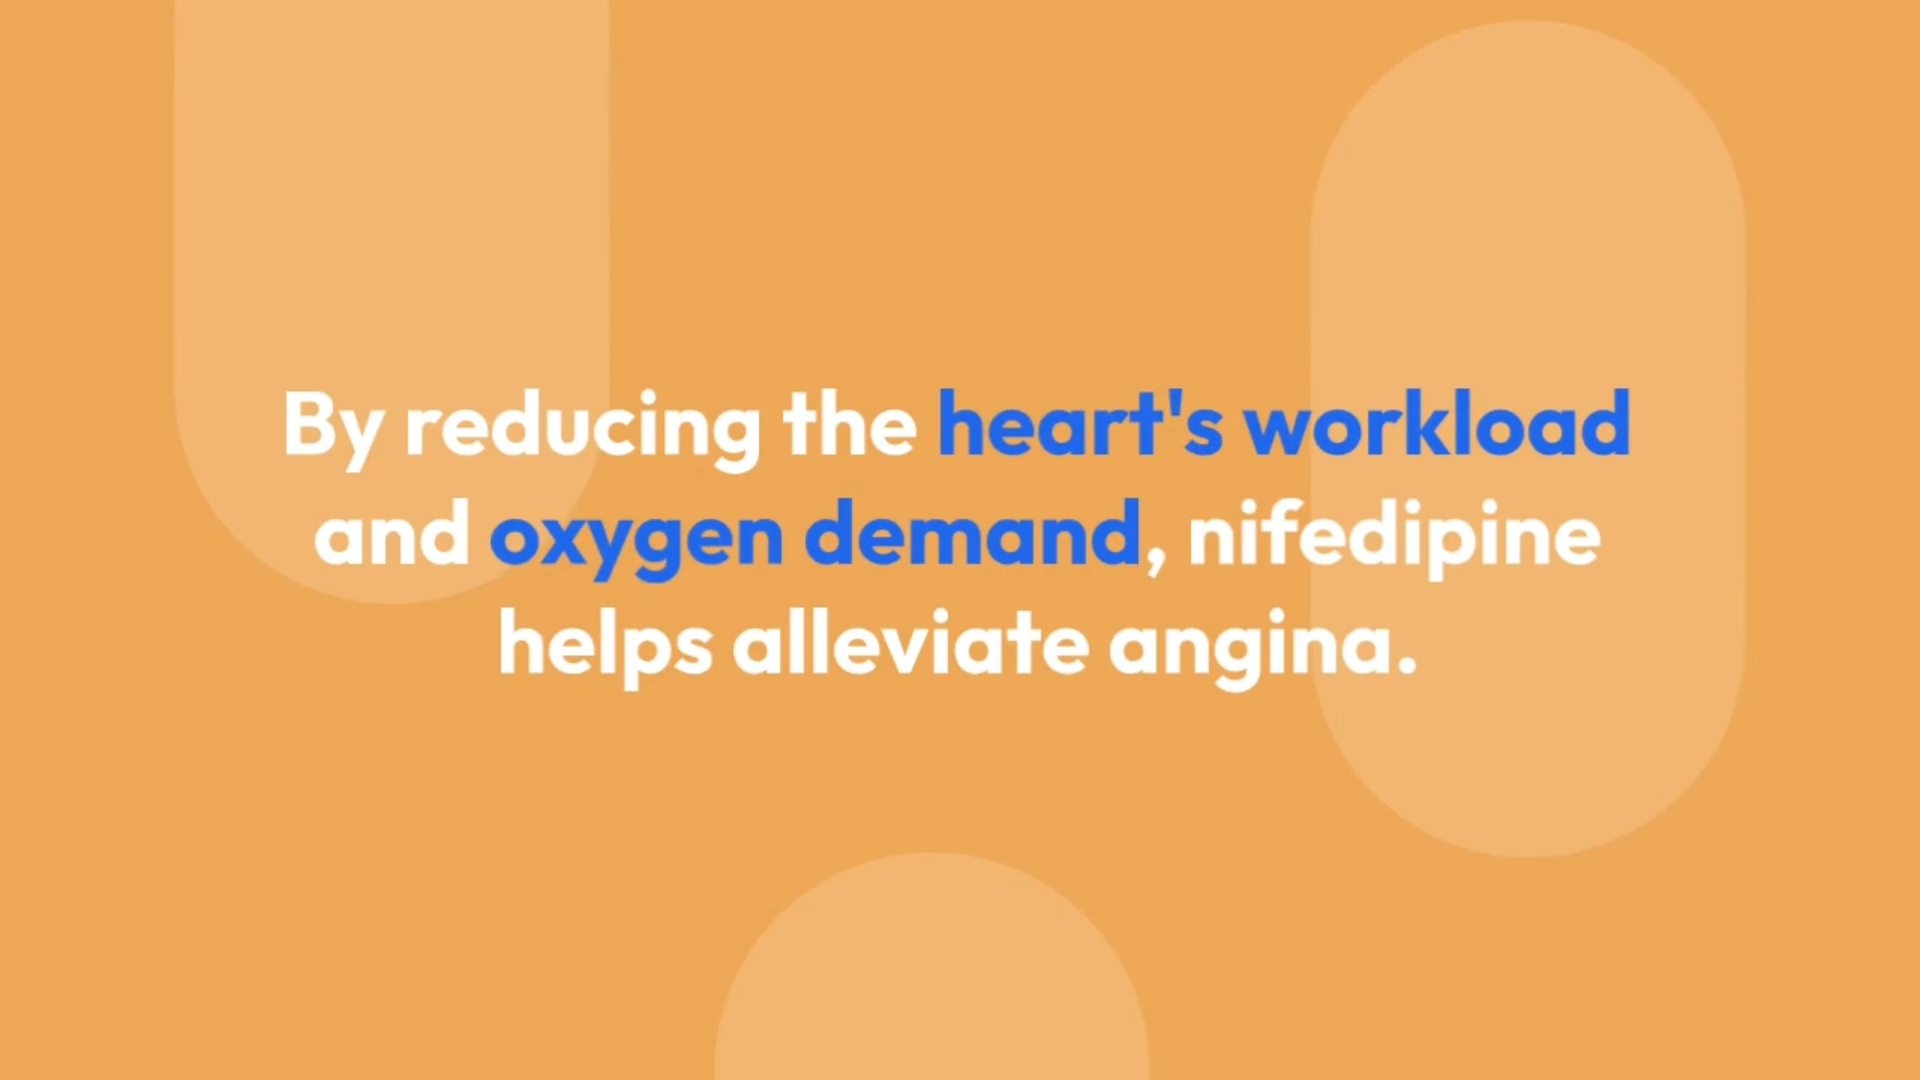 By reducing the heart's workload
and oxygen demand, nifedipine
helps alleviate angina.